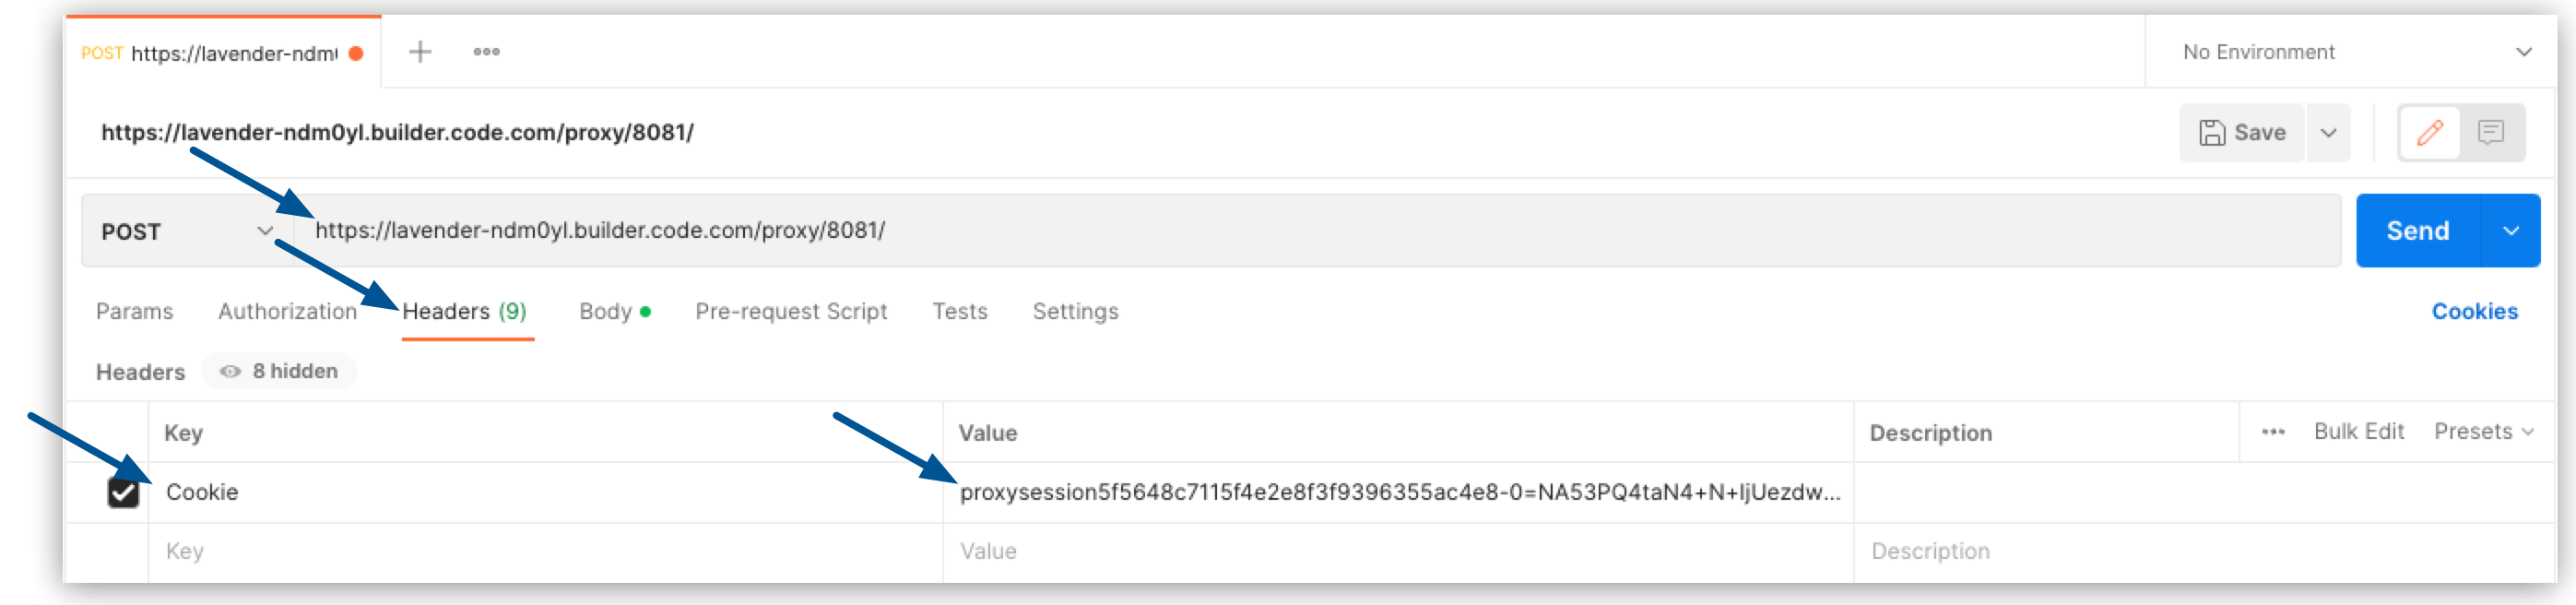 POST https://lavender-ndm
No Environment
https://lavender-ndm0yl.builder.code.com/proxy/8081/
Save
POST https://lavender-ndm0yl.builder.code.com/proxy/8081/
Send
Params Authorization Headers (9) Body Pre-request Script Tests Settings Cookies
Headers 8 hidden
Key Value Description Bulk Edit Presets
Cookie proxysession5f5648c7115f4e2e8f3f9396355ac4e8-0=NA53PQ4taN4+N+IjUezdw...
Key Value Description